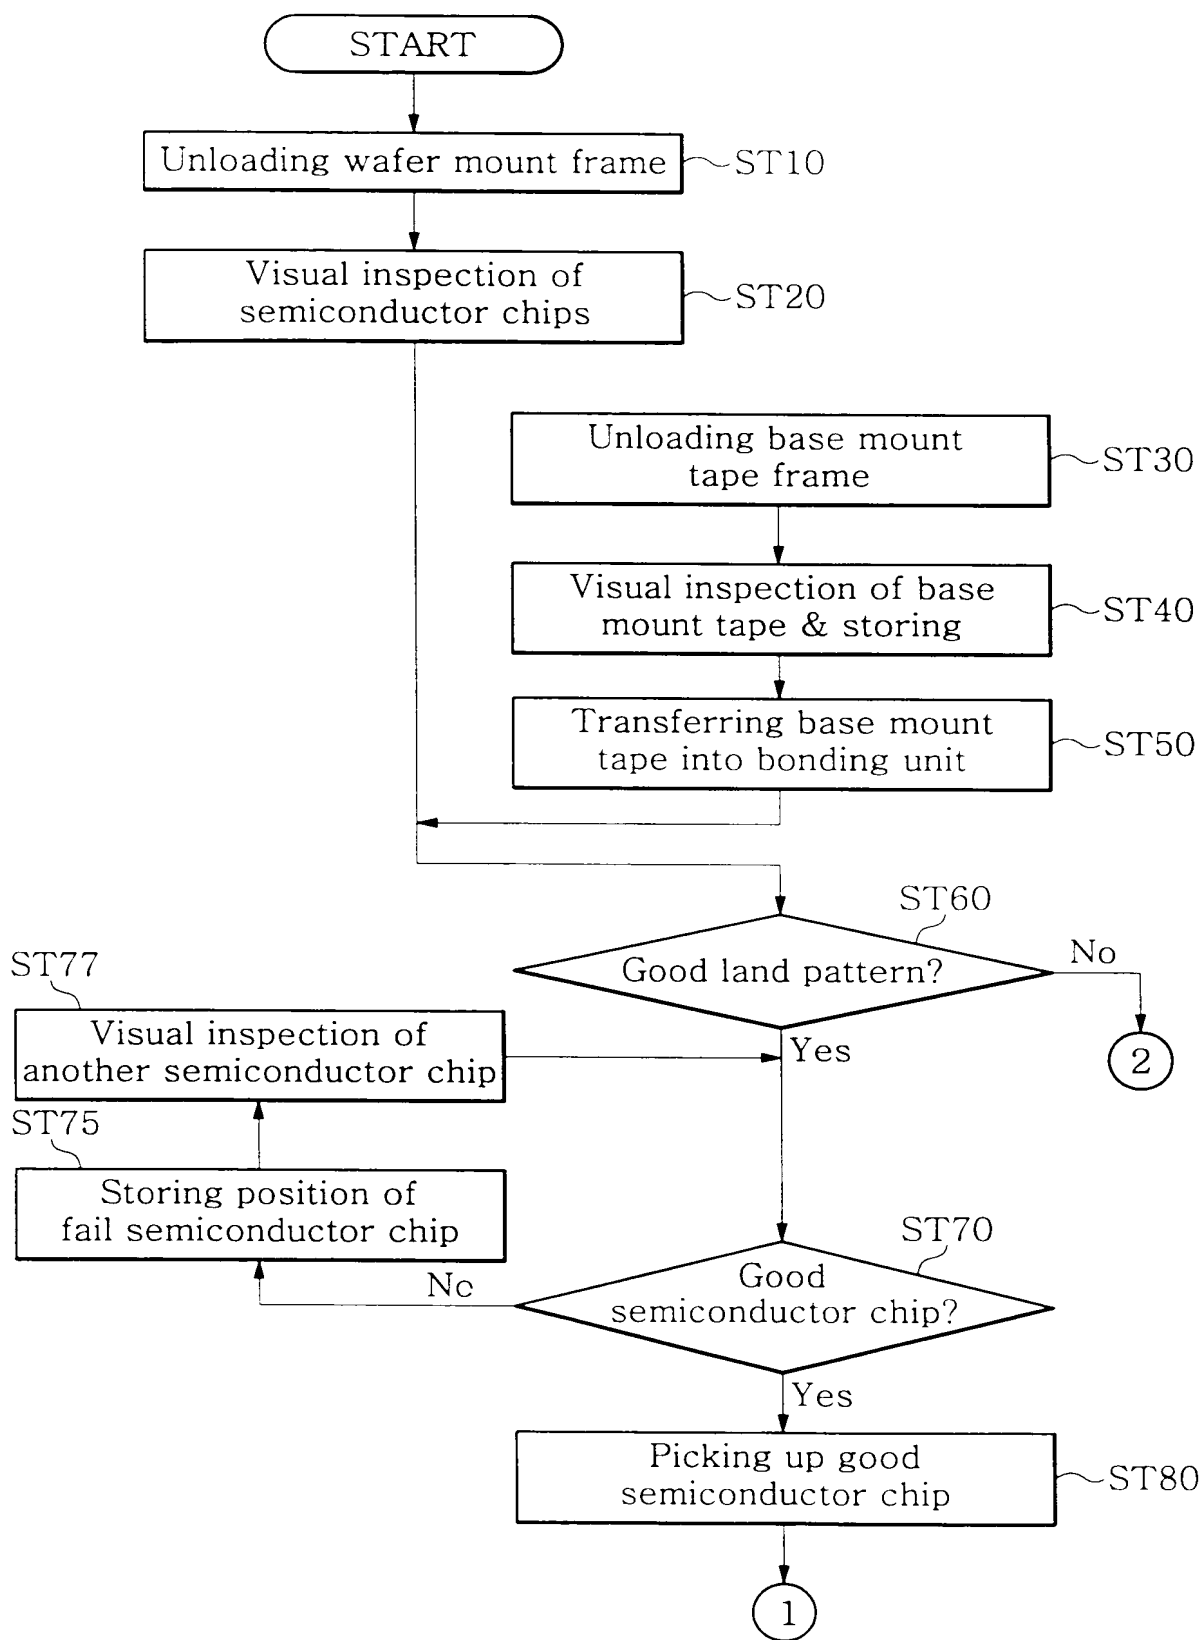 START
Unloading wafer mount frame
ST10
Visual inspection of
semiconductor chips
ST20
Unloading base mount
tape frame
ST30
Visual inspection of base
mount tape & storing
ST40
Transferring base mount
tape into bonding unit
ST50
ST60
Good land pattern?
No
2
Yes
ST77
Visual inspection of
another semiconductor chip
ST75
Storing position of
fail semiconductor chip
ST70
Good
semiconductor chip?
No
Yes
Picking up good
semiconductor chip
ST80
1